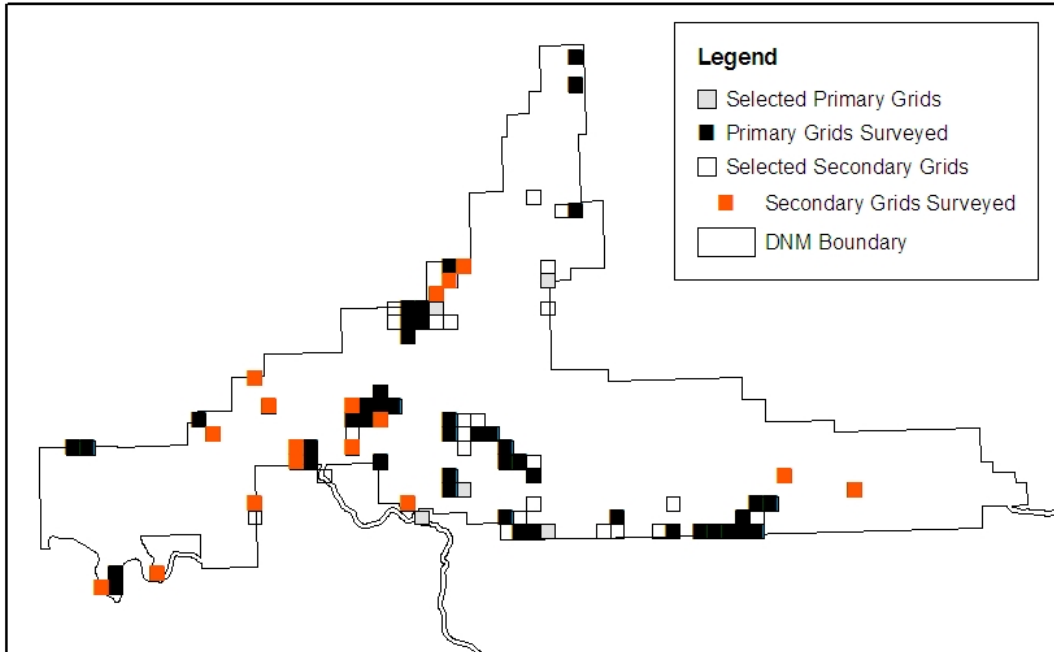 Legend
Selected Primary Grids
Primary Grids Surveyed
Selected Secondary Grids
Secondary Grids Surveyed
DNM Boundary